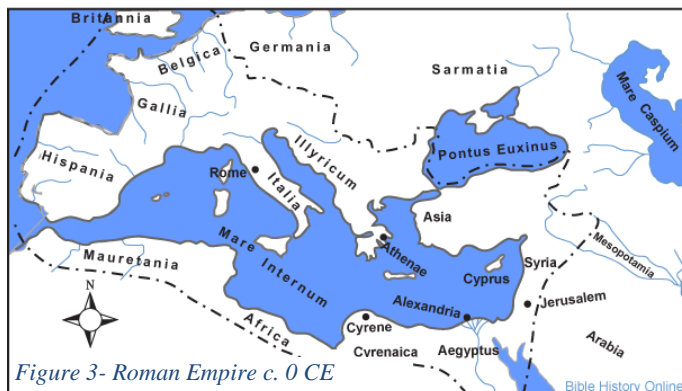 Britannia
Germania
Belgica
Sarmatia
Gallia
Mare Caspium
Illyricum
Pontus Euxinus
Hispania
Rome
Italia
Asia
Mesopotamia
Athenae
Mauretania
Mare Internum
Cyprus
Syria
N
Alexandria
Jerusalem
Cyrene
Africa
Cvrenaica
Aegyptus
Arabia
Figure 3- Roman Empire c. 0 CE
Bible History Online